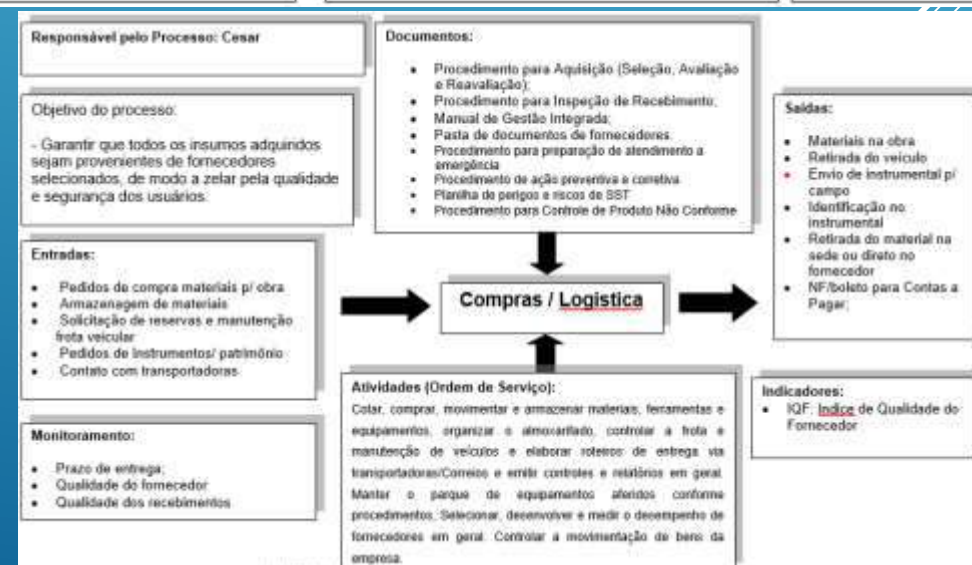 Responsável pelo Processo: Cesar
Objetivo do processo:
- Garantir que todos os insumos adquiridos
sejam provenientes de fornecedores
selecionados, de modo a zelar pela qualidade
e segurança dos usuários.
Entradas:
• Pedidos de compra materiais p/ obra
• Armazenagem de materiais
• Solicitação de reservas e manutenção
frota veicular
• Pedidos de Instrumentos/ patrimônio
• Contato com transportadoras
Monitoramento:
• Prazo de entrega;
• Qualidade do fornecedor
• Qualidade dos recebimentos
Documentos:
• Procedimento para Aquisição (Seleção, Avaliação
e Reavaliação);
• Procedimento para Inspeção de Recebimento;
• Manual de Gestão Integrada;
• Pasta de documentos de fornecedores.
• Procedimento para preparação de atendimento a
emergência
• Procedimento de ação preventiva e corretiva
• Planilha de perigos e riscos de SST
• Procedimento para Controle de Produto Não Conforme
Compras / Logistica
Atividades (Ordem de Serviço):
Cotar, comprar, movimentar e armazenar materiais, ferramentas e
equipamentos, organizar o almoxarifado, controlar a frota e
manutenção de veículos e elaborar roteiros de entrega via
transportadoras/Correios e emitir controles e relatórios em geral.
Manter o parque de equipamentos aferidos conforme
procedimentos. Selecionar, desenvolver e medir o desempenho de
fornecedores em geral. Controlar a movimentação de bens da
empresa.
Saídas:
• Materiais na obra
• Retirada do veículo
• Envio de instrumental p/
campo
• Identificação no
instrumental
• Retirada do material na
sede ou direto no
fornecedor
• NF/boleto para Contas a
Pagar;
Indicadores:
• IQF: Indice de Qualidade do
Fornecedor